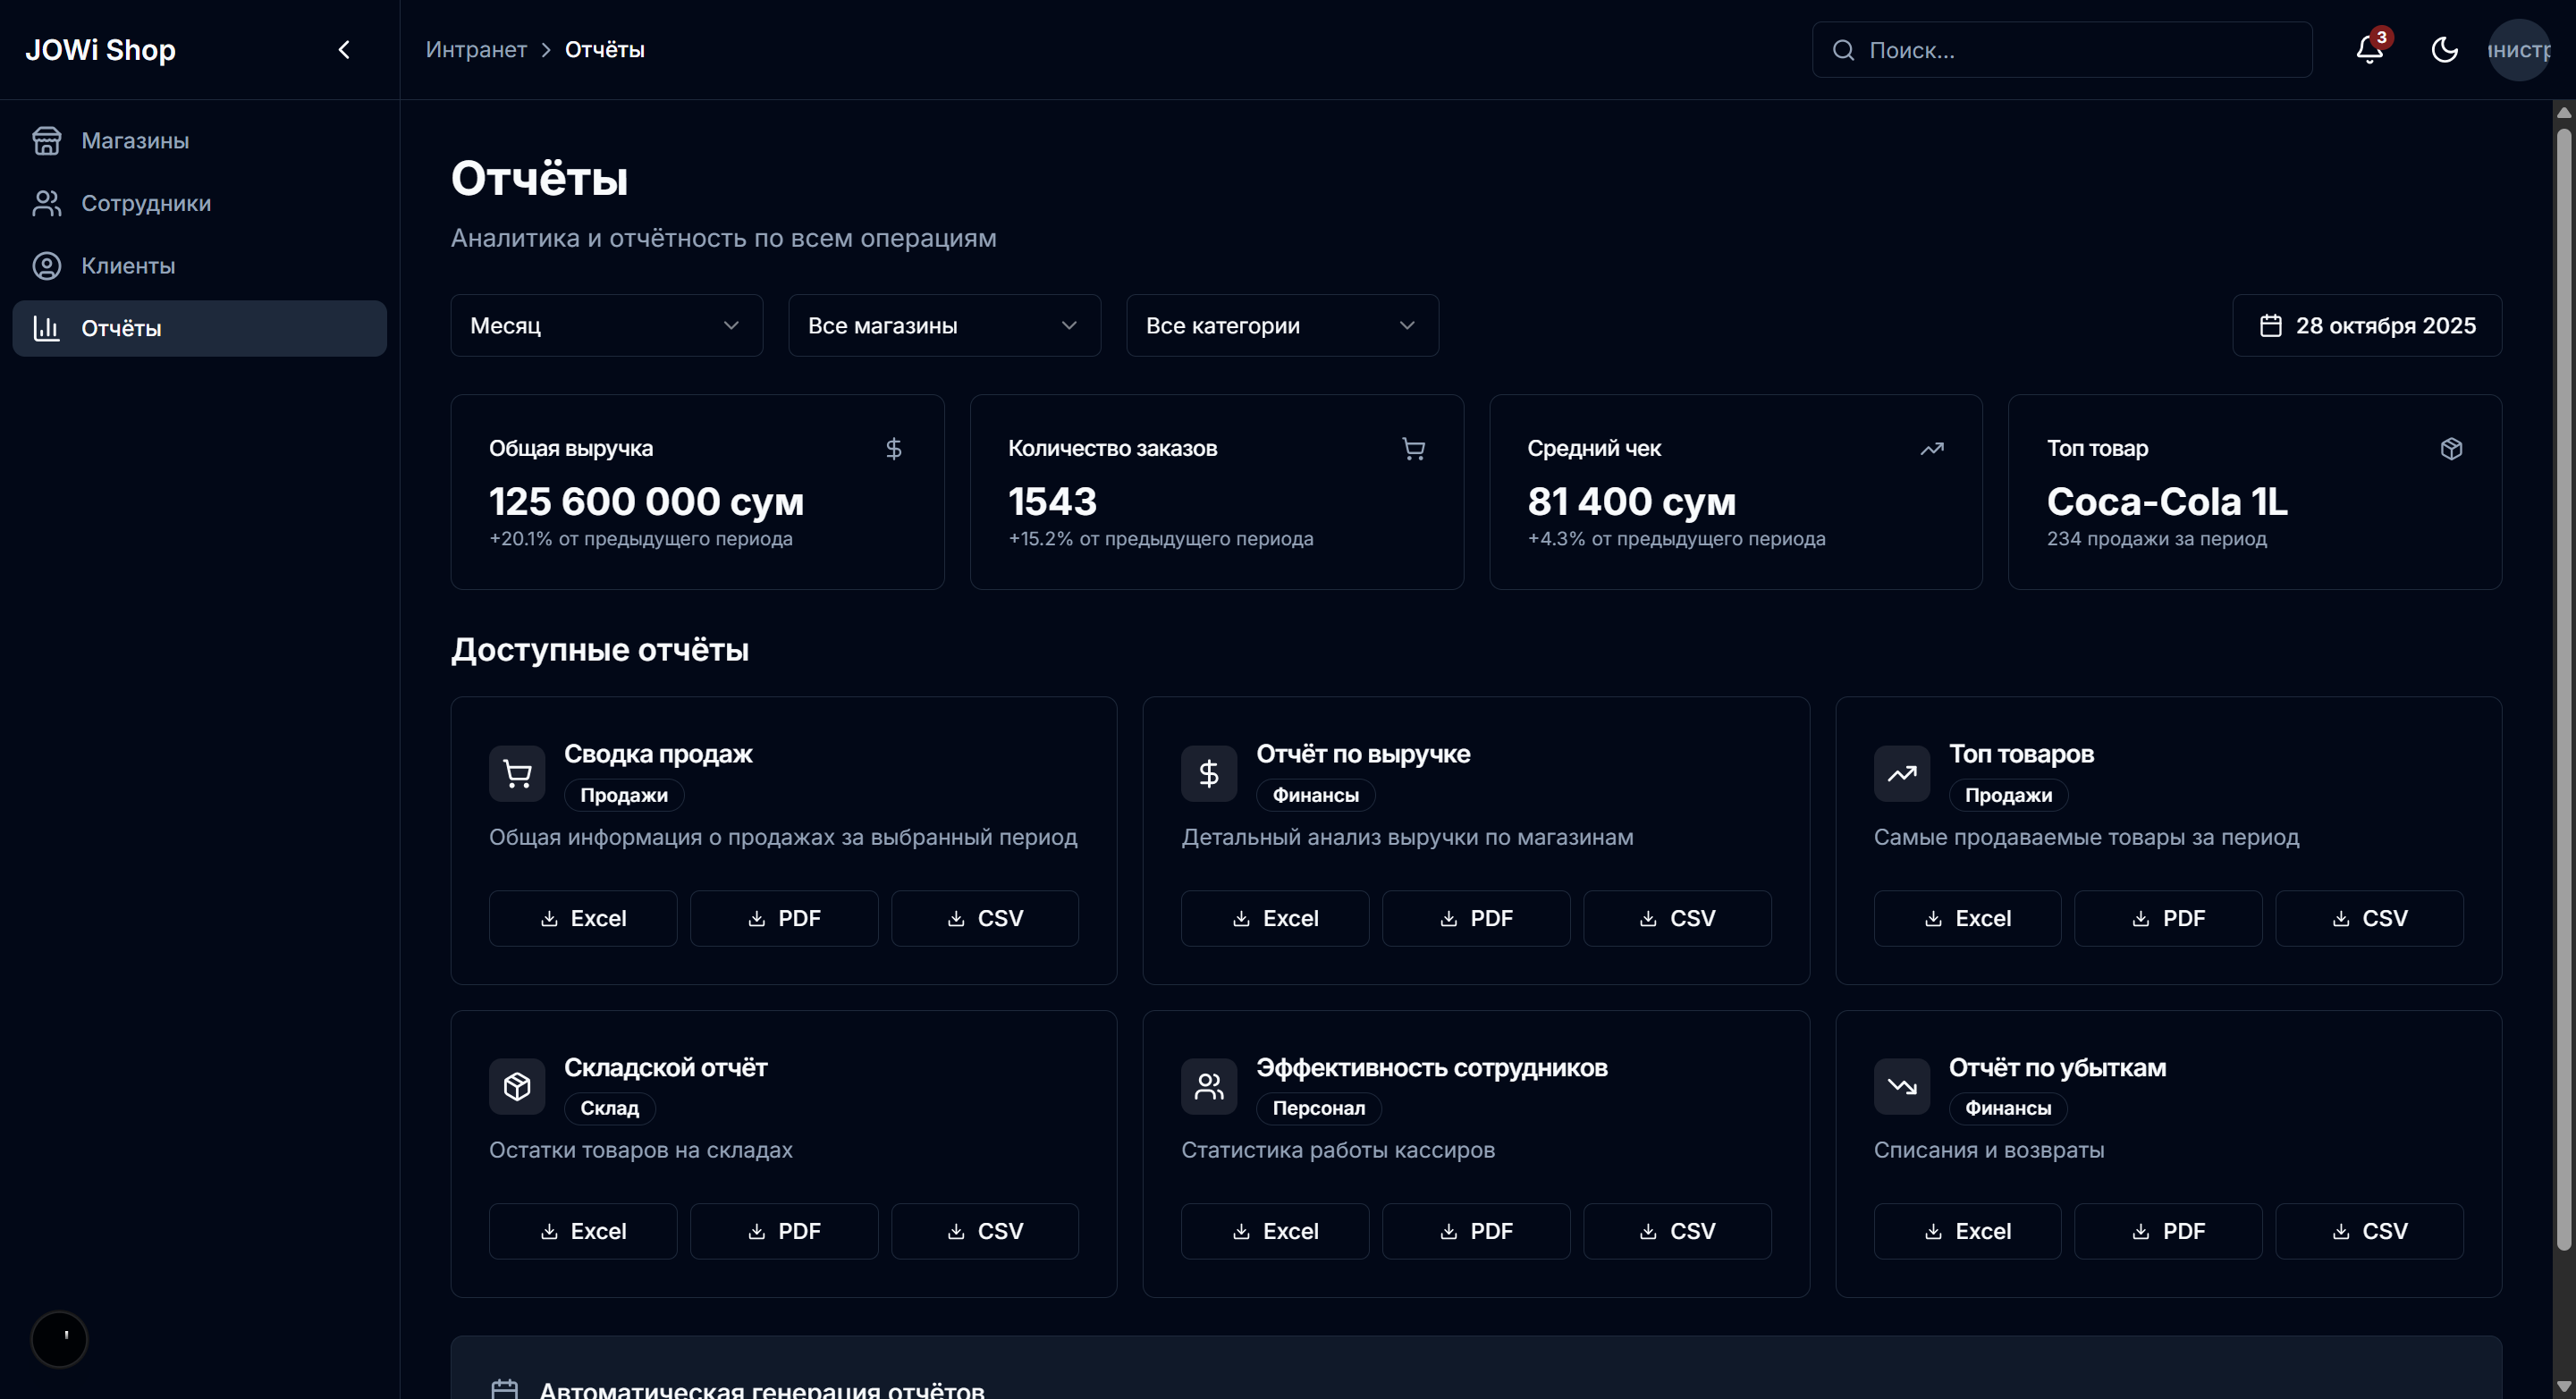 JOWi Shop
Интранет > Отчёты
Поиск...
3
Магазины
Сотрудники
Клиенты
Отчёты
Отчёты
Аналитика и отчётность по всем операциям
Месяц
Все магазины
Все категории
28 октября 2025
Общая выручка
125 600 000 сум
+20.1% от предыдущего периода
Количество заказов
1543
+15.2% от предыдущего периода
Средний чек
81 400 сум
+4.3% от предыдущего периода
Топ товар
Coca-Cola 1L
234 продажи за период
Доступные отчёты
Сводка продаж
Продажи
Общая информация о продажах за выбранный период
Excel
PDF
CSV
Отчёт по выручке
Финансы
Детальный анализ выручки по магазинам
Excel
PDF
CSV
Топ товаров
Продажи
Самые продаваемые товары за период
Excel
PDF
CSV
Складской отчёт
Склад
Остатки товаров на складах
Excel
PDF
CSV
Эффективность сотрудников
Персонал
Статистика работы кассиров
Excel
PDF
CSV
Отчёт по убыткам
Финансы
Списания и возвраты
Excel
PDF
CSV
Автоматическая генерация отчётов